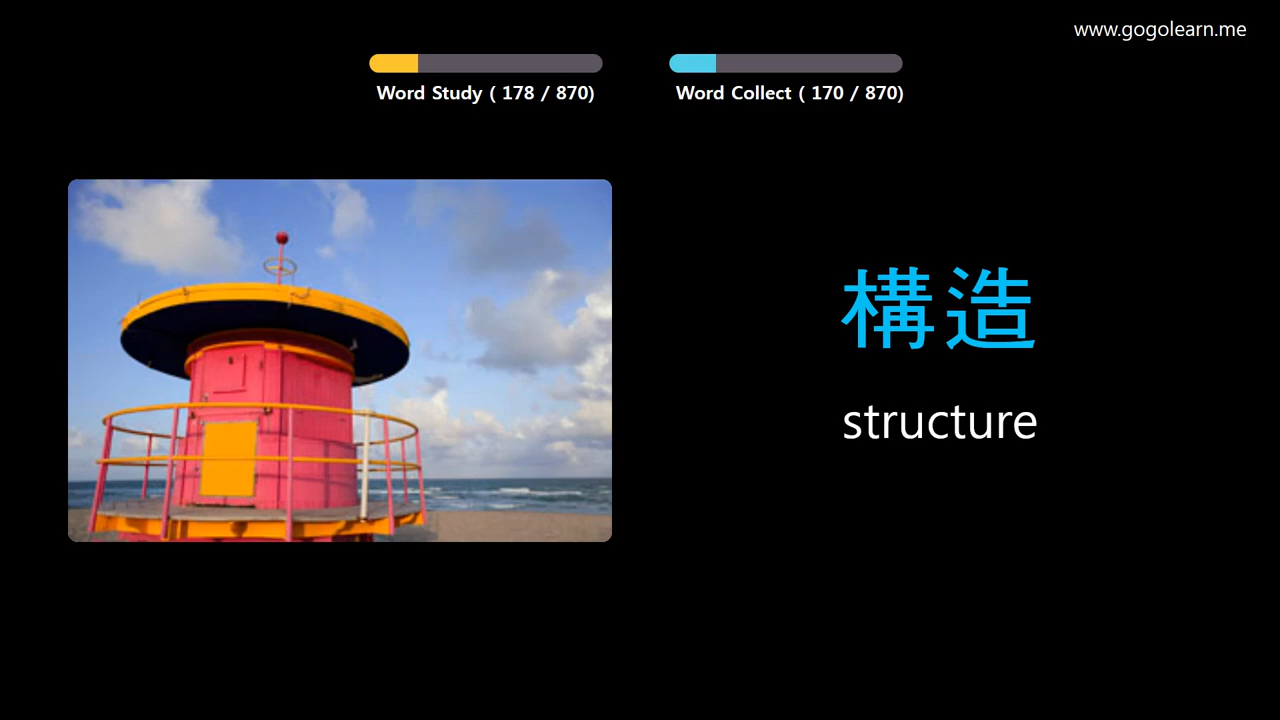 www.gogolearn.me
Word Study ( 178 / 870)
Word Collect ( 170 / 870)
構造
structure